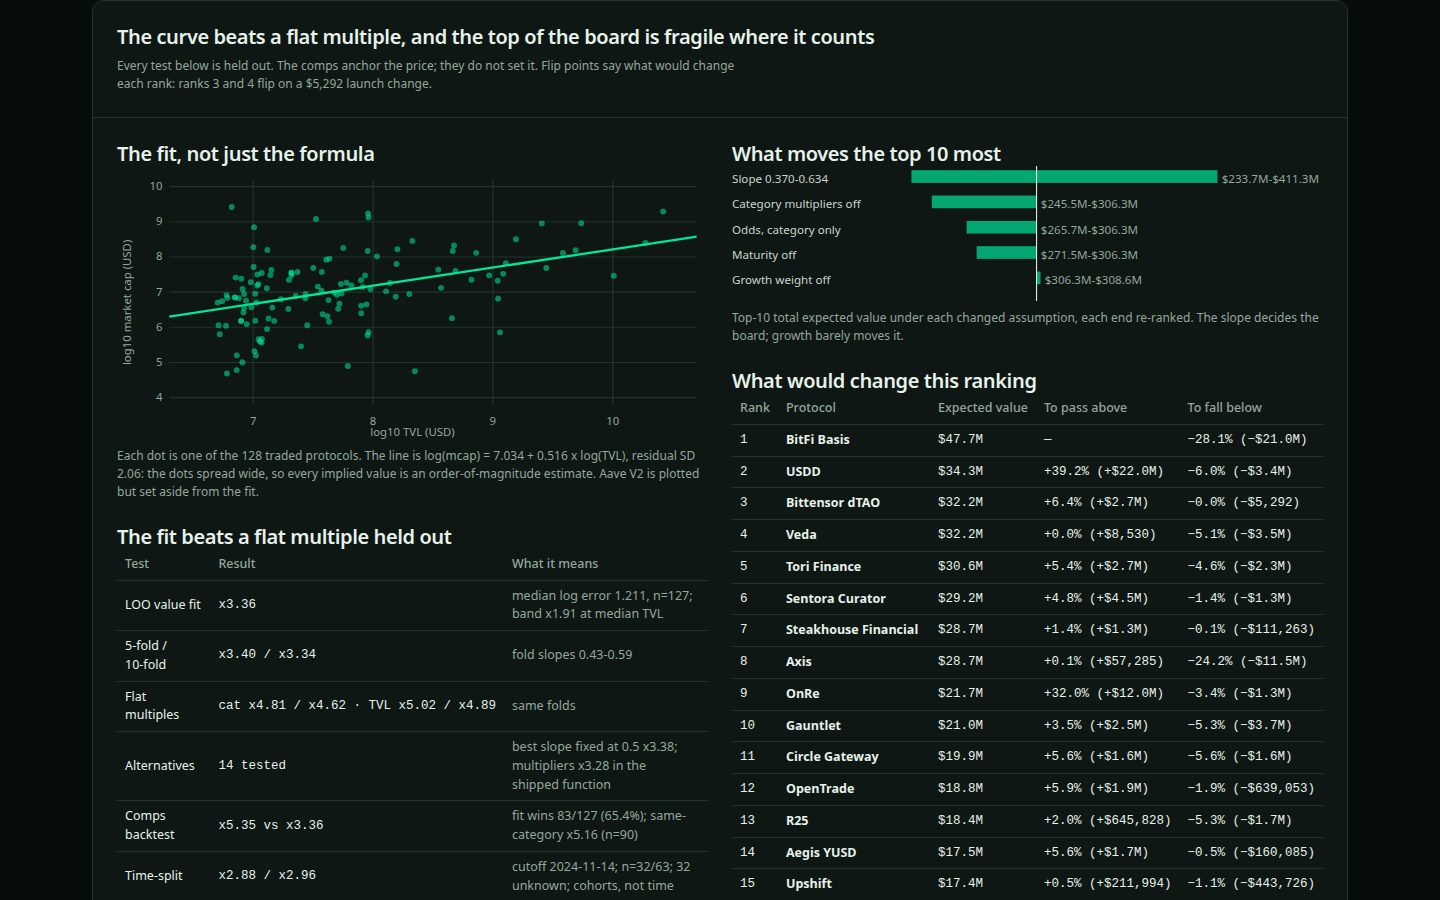 The curve beats a flat multiple, and the top of the board is fragile where it counts
Every test below is held out. The comps anchor the price; they do not set it. Flip points say what would change
each rank: ranks 3 and 4 flip on a $5,292 launch change.
The fit, not just the formula
10
9
8
7
6
5
4
log10 market cap (USD)
7
8
9
10
log10 TVL (USD)
Each dot is one of the 128 traded protocols. The line is log(mcap) = 7.034 + 0.516 x log(TVL), residual SD
2.06: the dots spread wide, so every implied value is an order-of-magnitude estimate. Aave V2 is plotted
but set aside from the fit.
The fit beats a flat multiple held out
Test Result What it means
LOO value fit x3.36 median log error 1.211, n=127;
band x1.91 at median TVL
5-fold /
10-fold x3.40 / x3.34 fold slopes 0.43-0.59
Flat
multiples cat x4.81 / x4.62 · TVL x5.02 / x4.89 same folds
Alternatives 14 tested best slope fixed at 0.5 x3.38;
multipliers x3.28 in the
shipped function
Comps
backtest x5.35 vs x3.36 fit wins 83/127 (65.4%); same-
category x5.16 (n=90)
Time-split x2.88 / x2.96 cutoff 2024-11-14; n=32/63; 32
unknown; cohorts, not time
What moves the top 10 most
Slope 0.370-0.634 $233.7M-$411.3M
Category multipliers off $245.5M-$306.3M
Odds, category only $265.7M-$306.3M
Maturity off $271.5M-$306.3M
Growth weight off $306.3M-$308.6M
Top-10 total expected value under each changed assumption, each end re-ranked. The slope decides the
board; growth barely moves it.
What would change this ranking
Rank Protocol Expected value To pass above To fall below
1 BitFi Basis $47.7M — −28.1% (−$21.0M)
2 USDD $34.3M +39.2% (+$22.0M) −6.0% (−$3.4M)
3 Bittensor dTAO $32.2M +6.4% (+$2.7M) −0.0% (−$5,292)
4 Veda $32.2M +0.0% (+$8,530) −5.1% (−$3.5M)
5 Tori Finance $30.6M +5.4% (+$2.7M) −4.6% (−$2.3M)
6 Sentora Curator $29.2M +4.8% (+$4.5M) −1.4% (−$1.3M)
7 Steakhouse Financial $28.7M +1.4% (+$1.3M) −0.1% (−$111,263)
8 Axis $28.7M +0.1% (+$57,285) −24.2% (−$11.5M)
9 OnRe $21.7M +32.0% (+$12.0M) −3.4% (−$1.3M)
10 Gauntlet $21.0M +3.5% (+$2.5M) −5.3% (−$3.7M)
11 Circle Gateway $19.9M +5.6% (+$1.6M) −5.6% (−$1.6M)
12 OpenTrade $18.8M +5.9% (+$1.9M) −1.9% (−$639,053)
13 R25 $18.4M +2.0% (+$645,828) −5.3% (−$1.7M)
14 Aegis YUSD $17.5M +5.6% (+$1.7M) −0.5% (−$160,085)
15 Upshift $17.4M +0.5% (+$211,994) −1.1% (−$443,726)